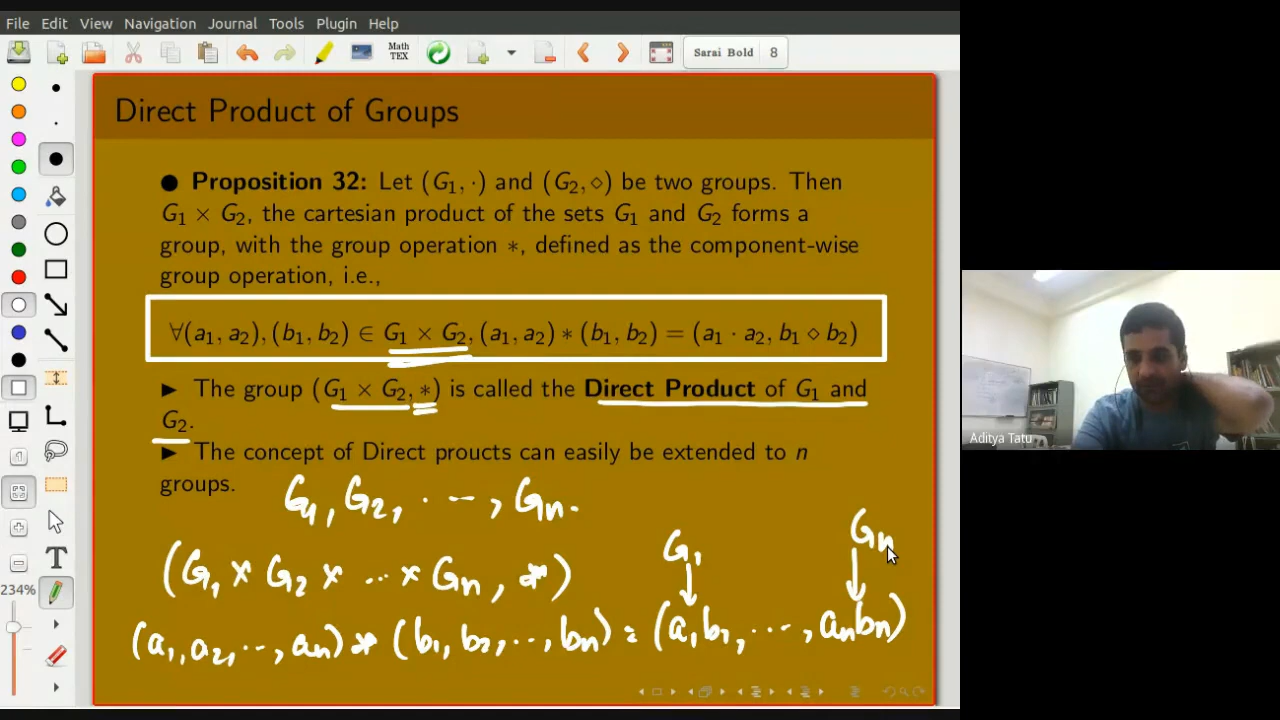 File Edit View Navigation Journal Tools Plugin Help
Math TEX Sarai Bold 8
234%
Direct Product of Groups
● Proposition 32: Let (G₁, ·) and (G₂, ⋄) be two groups. Then
G₁ × G₂, the cartesian product of the sets G₁ and G₂ forms a
group, with the group operation ∗, defined as the component-wise
group operation, i.e.,
∀(a₁, a₂), (b₁, b₂) ∈ G₁ × G₂, (a₁, a₂) ∗ (b₁, b₂) = (a₁ · a₂, b₁ ⋄ b₂)
► The group (G₁ × G₂, ∗) is called the Direct Product of G₁ and
G₂.
► The concept of Direct proucts can easily be extended to n
groups.
G₁, G₂, · – –, Gn.
(G₁ × G₂ × ... × Gn, *)
G₁ Gn
(a₁, a₂, ..., an) * (b₁, b₂, ..., bn) = (a₁b₁, ..., anbn)
Aditya Tatu